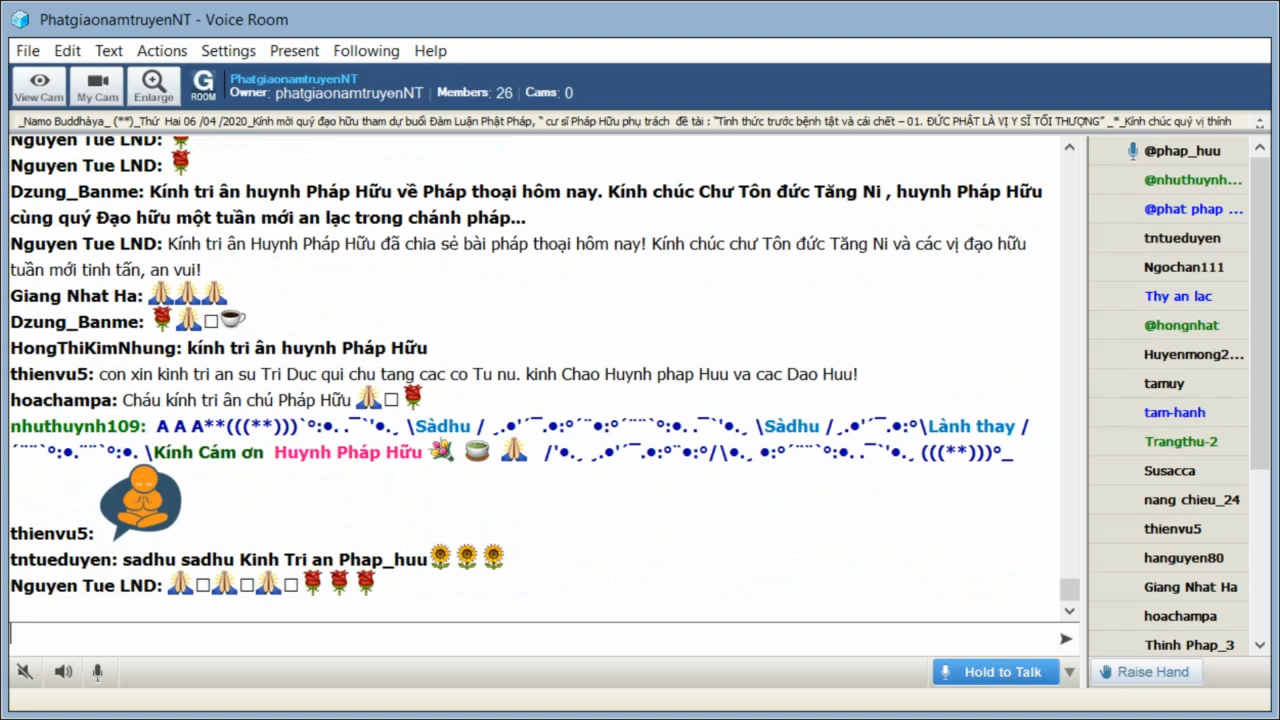 PhatgiaonamtruyenNT - Voice Room
File Edit Text Actions Settings Present Following Help
View Cam My Cam Enlarge G ROOM
PhatgiaonamtruyenNT
Owner: phatgiaonamtruyenNT | Members: 26 | Cams: 0
_Namo Buddhàya_ (**)_Thứ Hai 06 /04 /2020_Kính mời quý đạo hữu tham dự buổi Đàm Luận Phật Pháp, “ cư sĩ Pháp Hữu phụ trách đề tài : “Tỉnh thức trước bệnh tật và cái chết – 01. ĐỨC PHẬT LÀ VỊ Y SĨ TỐI THƯỢNG” _*_Kính chúc quý vị thính
Nguyen Tue LND:
Nguyen Tue LND:
Dzung_Banme: Kính tri ân huynh Pháp Hữu về Pháp thoại hôm nay. Kính chúc Chư Tôn đức Tăng Ni , huynh Pháp Hữu
cùng quý Đạo hữu một tuần mới an lạc trong chánh pháp...
Nguyen Tue LND: Kính tri ân Huynh Pháp Hữu đã chia sẻ bài pháp thoại hôm nay! Kính chúc chư Tôn đức Tăng Ni và các vị đạo hữu
tuần mới tinh tấn, an vui!
Giang Nhat Ha: 🙏🙏🙏
Dzung_Banme: 🌹🙏□☕
HongThiKimNhung: kính tri ân huynh Pháp Hữu
thienvu5: con xin kinh tri an su Tri Duc qui chu tang cac co Tu nu. kinh Chao Huynh phap Huu va cac Dao Huu!
hoachampa: Cháu kính tri ân chú Pháp Hữu 🙏□🌹
nhuthuynh109: A A A**(((**)))`°:•. .¯`'•.¸ \Sàdhu / ¸.•'´¯.•:°´¨•:°´¨¨`°:•. .¯`'•.¸ \Sàdhu /¸.•'´¯.•:°\Lành thay /
´¨¨`°:•.¨¨`°:•. \Kính Cám ơn Huynh Pháp Hữu 💐 🍵 🙏 /'•.¸ ¸.•'´¯.•:°¨•:°/\•.¸ •:°´¨¨`°:•. .¯`'•.¸ (((**)))°_
thienvu5:
tntueduyen: sadhu sadhu Kinh Tri an Phap_huu🌻🌻🌻
Nguyen Tue LND: 🙏□🙏□🙏□🌹🌹🌹
Hold to Talk
@phap_huu
@nhuthuynh...
@phat phap ...
tntueduyen
Ngochan111
Thy an lac
@hongnhat
Huyenmong2...
tamuy
tam-hanh
Trangthu-2
Susacca
nang chieu_24
thienvu5
hanguyen80
Giang Nhat Ha
hoachampa
Thinh Phap_3
Raise Hand